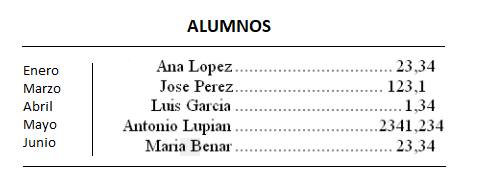 ALUMNOS
Enero Ana Lopez........................... 23,34
Marzo Jose Perez.......................... 123,1
Abril Luis Garcia .............................. 1,34
Mayo Antonio Lupian .........................2341,234
Junio Maria Benar........................... 23,34